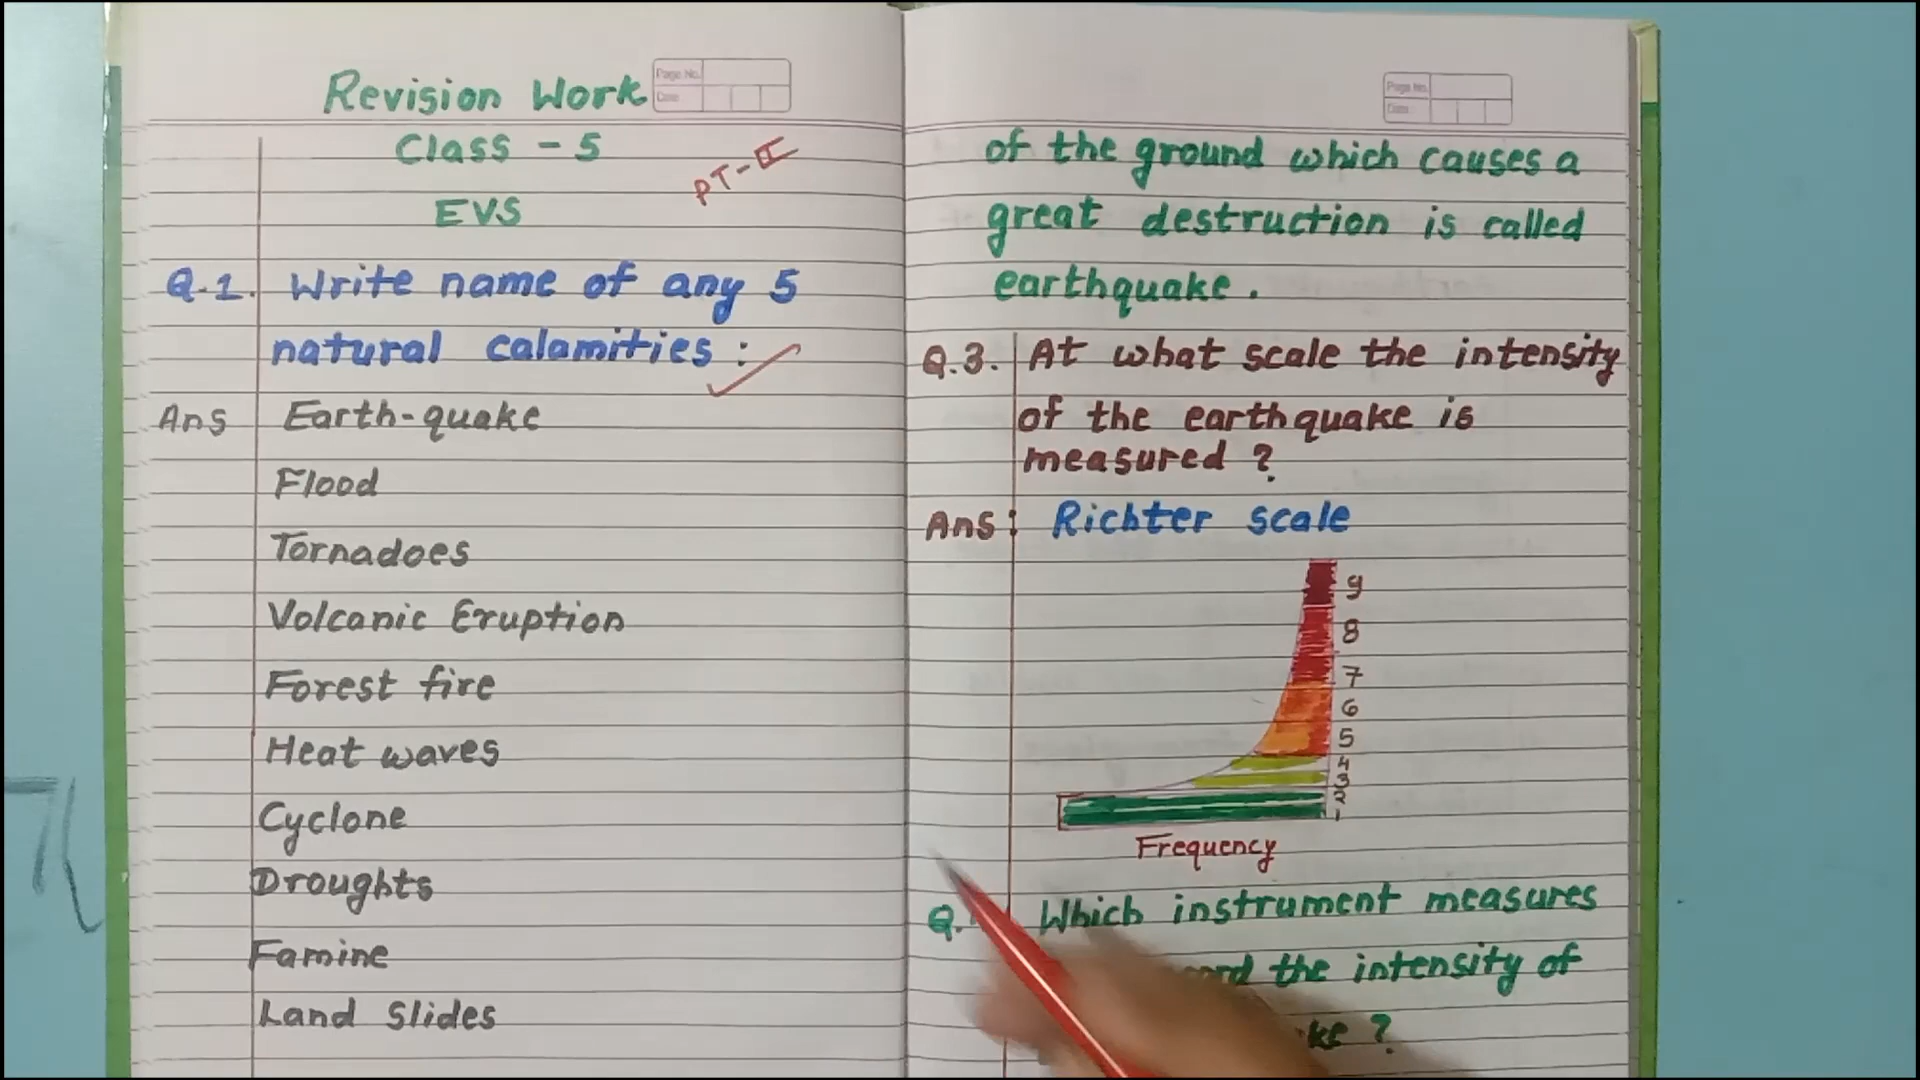 Revision Work
Page No.
Date
Class - 5
PT-II
EVS
Q.1. Write name of any 5
natural calamities :
Ans Earth-quake
Flood
Tornadoes
Volcanic Eruption
Forest fire
Heat waves
Cyclone
Droughts
Famine
Land Slides
Page No.
Date
of the ground which causes a
great destruction is called
earthquake.
Q.3. At what scale the intensity
of the earthquake is
measured ?
Ans: Richter scale
9
8
7
6
5
4
3
2
1
Frequency
Q. Which instrument measures
the intensity of
?